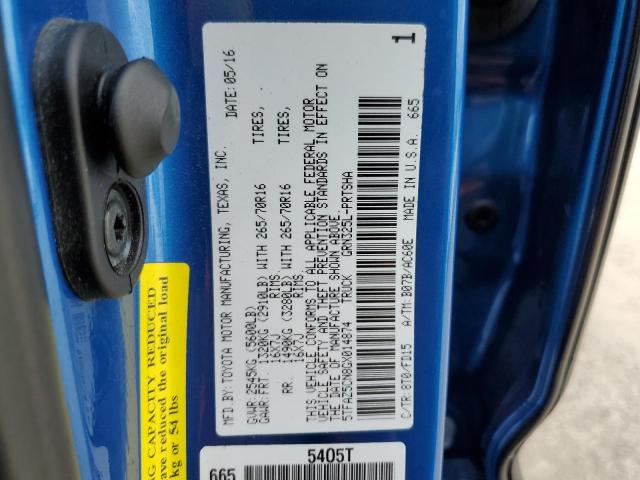 MFD.BY:TOYOTA MOTOR MANUFACTURING, TEXAS, INC. DATE: 05/16
GVWR:2545KG(5600LB)
GAWR:FRT. 1320KG (2910LB) WITH 265/70R16 TIRES,
16X7J RIMS,
RR. 1490KG (3280LB) WITH 265/70R16 TIRES,
16X7J RIMS.
THIS VEHICLE CONFORMS TO ALL APPLICABLE FEDERAL MOTOR
VEHICLE SAFETY AND THEFT PREVENTION STANDARDS IN EFFECT ON
THE DATE OF MANUFACTURE SHOWN ABOVE.
5TFAZ5CN8GX014874 TRUCK GRN325L-PRTSHA
C/TR:8T0/FD15 A/TM:B07B/AC60E MADE IN U.S.A. 665
1
665 5405T
NG CAPACITY REDUCED
ave reduced the original load
kg or 54 lbs